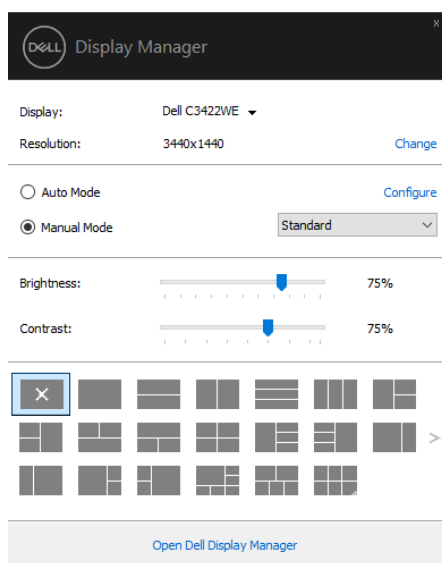 x
DELL Display Manager
Display: Dell C3422WE
Resolution: 3440x1440 Change
Auto Mode Configure
Manual Mode Standard
Brightness: 75%
Contrast: 75%
Open Dell Display Manager